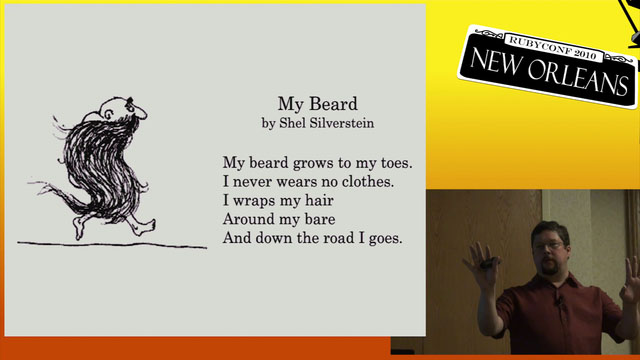 My Beard
by Shel Silverstein
My beard grows to my toes.
I never wears no clothes.
I wraps my hair
Around my bare
And down the road I goes.
RUBYCONF 2010
NEW ORLEANS